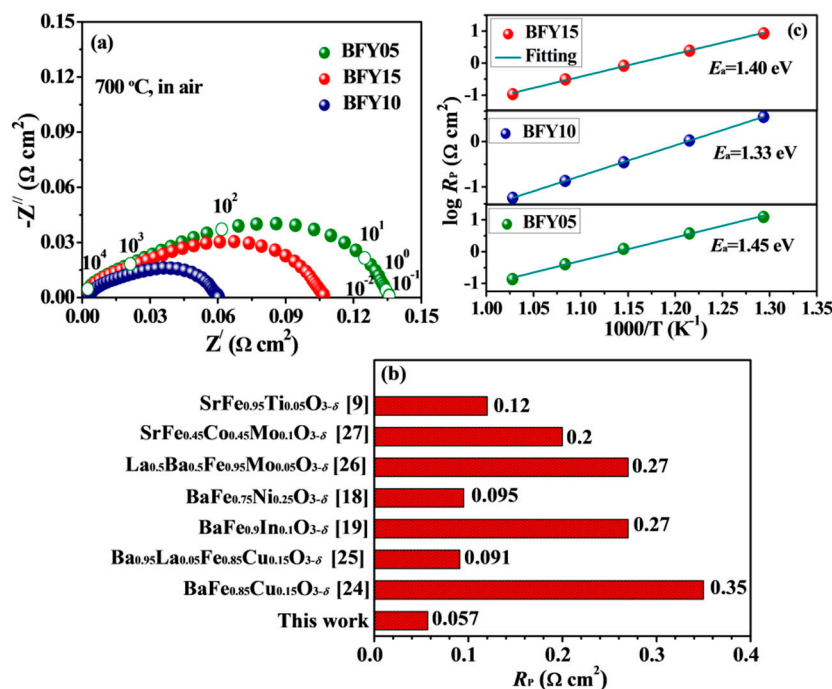 (a)
BFY05
BFY15
BFY10
700 ºC, in air
0.15
0.12
0.09
0.06
0.03
0.00
-Z// (Ω cm2)
10^4
10^3
10^2
10^1
10^0
10^-1
10^-2
0.00 0.03 0.06 0.09 0.12 0.15
Z/ (Ω cm2)
(c)
BFY15
Fitting
Ea=1.40 eV
1
0
-1
BFY10
Ea=1.33 eV
0
-1
BFY05
Ea=1.45 eV
1
0
-1
log RP (Ω cm2)
1.00 1.05 1.10 1.15 1.20 1.25 1.30 1.35
1000/T (K-1)
(b)
SrFe0.95Ti0.05O3-δ [9] 0.12
SrFe0.45Co0.45Mo0.1O3-δ [27] 0.2
La0.5Ba0.5Fe0.95Mo0.05O3-δ [26] 0.27
BaFe0.75Ni0.25O3-δ [18] 0.095
BaFe0.9In0.1O3-δ [19] 0.27
Ba0.95La0.05Fe0.85Cu0.15O3-δ [25] 0.091
BaFe0.85Cu0.15O3-δ [24] 0.35
This work 0.057
0.0 0.1 0.2 0.3 0.4
RP (Ω cm2)